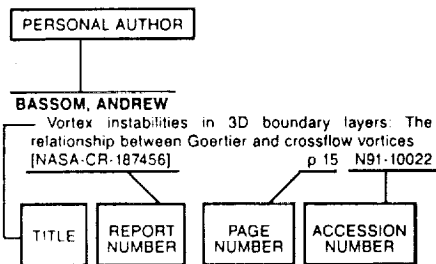 PERSONAL AUTHOR
BASSOM, ANDREW
Vortex instabilities in 3D boundary layers: The
relationship between Goertier and crossflow vortices
[NASA-CR-187456] p 15 N91-10022
TITLE
REPORT NUMBER
PAGE NUMBER
ACCESSION NUMBER